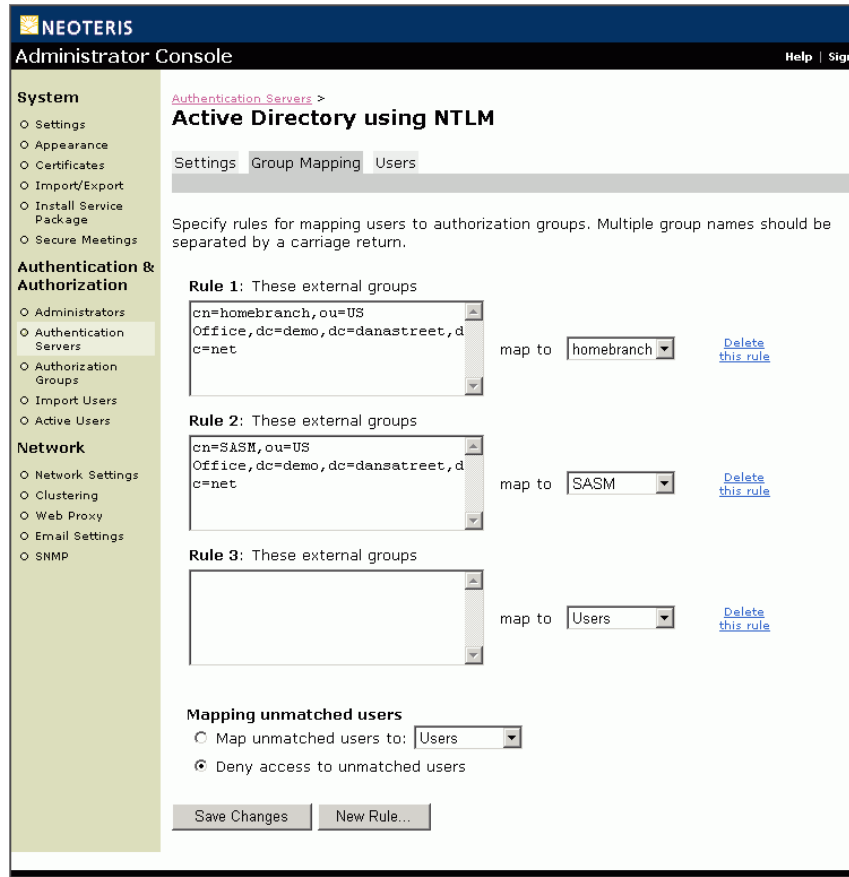 NEOTERIS
Administrator Console
Help | Sig
System
Settings
Appearance
Certificates
Import/Export
Install Service
Package
Secure Meetings
Authentication &
Authorization
Administrators
Authentication
Servers
Authorization
Groups
Import Users
Active Users
Network
Network Settings
Clustering
Web Proxy
Email Settings
SNMP
Authentication Servers >
Active Directory using NTLM
Settings Group Mapping Users
Specify rules for mapping users to authorization groups. Multiple group names should be
separated by a carriage return.
Rule 1: These external groups
cn=homebranch,ou=US
Office,dc=demo,dc=danastreet,d
c=net
map to homebranch
Delete
this rule
Rule 2: These external groups
cn=SASM,ou=US
Office,dc=demo,dc=dansatreet,d
c=net
map to SASM
Delete
this rule
Rule 3: These external groups
map to Users
Delete
this rule
Mapping unmatched users
Map unmatched users to: Users
Deny access to unmatched users
Save Changes New Rule...